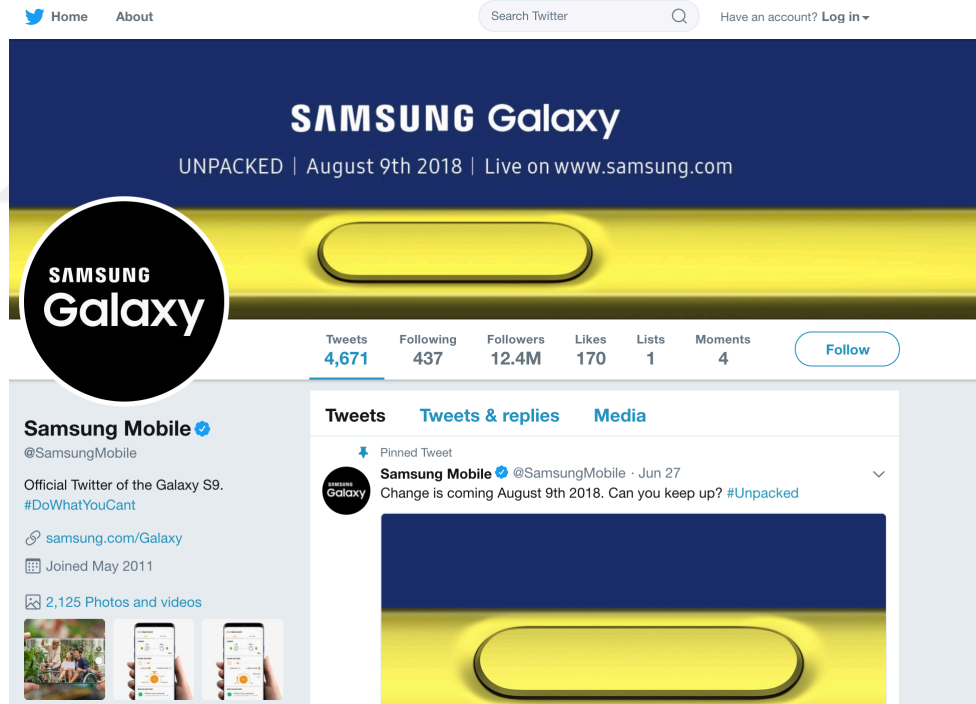 Home About Search Twitter Have an account? Log in
SAMSUNG Galaxy
UNPACKED | August 9th 2018 | Live on www.samsung.com
SAMSUNG
Galaxy
Tweets Following Followers Likes Lists Moments
4,671 437 12.4M 170 1 4 Follow
Samsung Mobile
@SamsungMobile
Official Twitter of the Galaxy S9.
#DoWhatYouCant
samsung.com/Galaxy
Joined May 2011
2,125 Photos and videos
Tweets Tweets & replies Media
Pinned Tweet
SAMSUNG
Galaxy
Samsung Mobile @SamsungMobile · Jun 27
Change is coming August 9th 2018. Can you keep up? #Unpacked